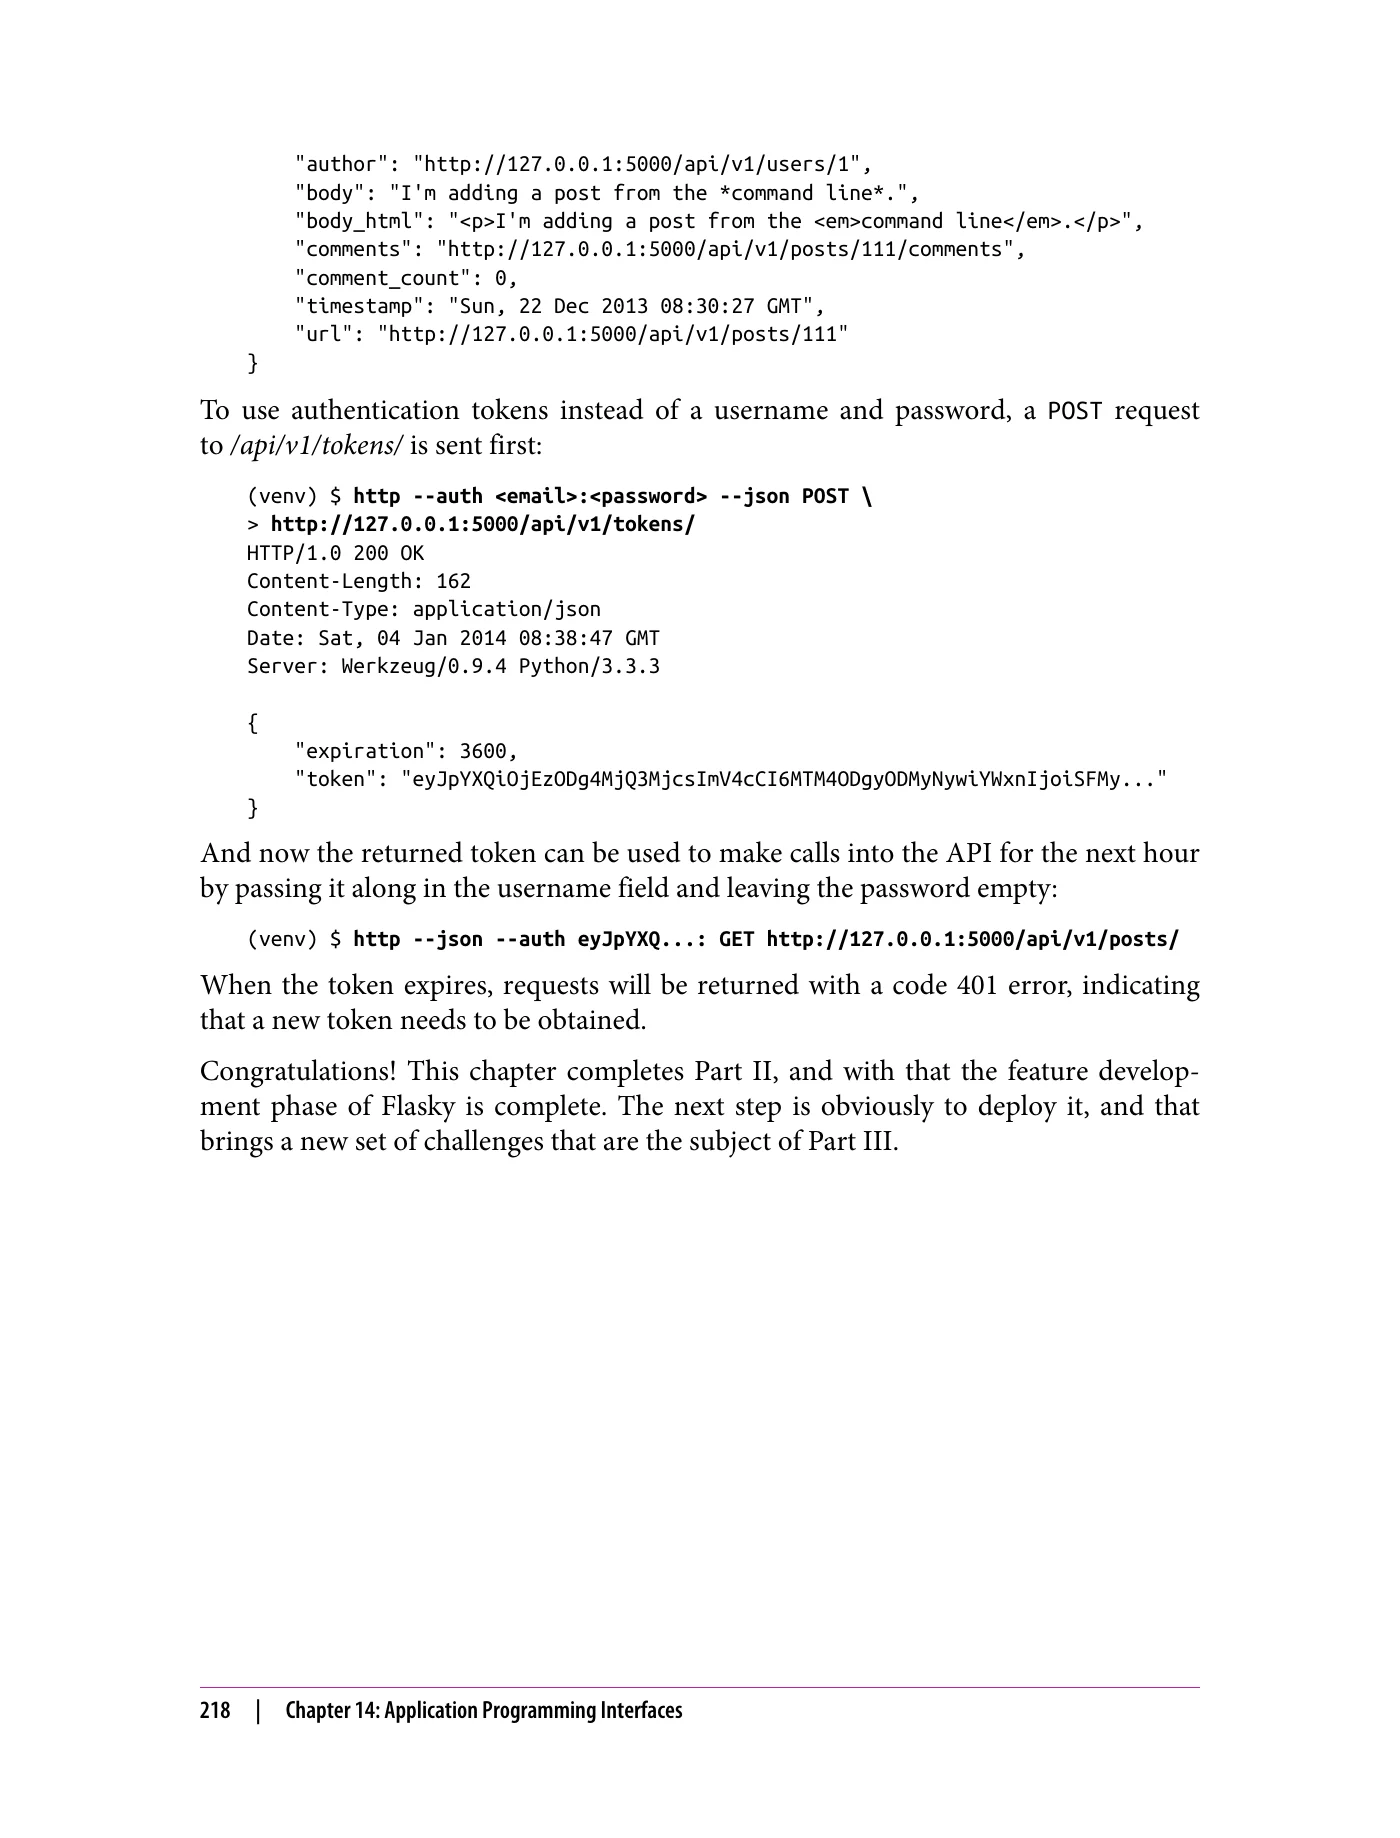 "author": "http://127.0.0.1:5000/api/v1/users/1",
"body": "I'm adding a post from the *command line*.",
"body_html": "<p>I'm adding a post from the <em>command line</em>.</p>",
"comments": "http://127.0.0.1:5000/api/v1/posts/111/comments",
"comment_count": 0,
"timestamp": "Sun, 22 Dec 2013 08:30:27 GMT",
"url": "http://127.0.0.1:5000/api/v1/posts/111"
}
To use authentication tokens instead of a username and password, a POST request
to /api/v1/tokens/ is sent first:
(venv) $ http --auth <email>:<password> --json POST \
> http://127.0.0.1:5000/api/v1/tokens/
HTTP/1.0 200 OK
Content-Length: 162
Content-Type: application/json
Date: Sat, 04 Jan 2014 08:38:47 GMT
Server: Werkzeug/0.9.4 Python/3.3.3
{
"expiration": 3600,
"token": "eyJpYXQiOjEzODg4MjQ3MjcsImV4cCI6MTM4ODgyODMyNywiYWxnIjoiSFMy..."
}
And now the returned token can be used to make calls into the API for the next hour
by passing it along in the username field and leaving the password empty:
(venv) $ http --json --auth eyJpYXQ...: GET http://127.0.0.1:5000/api/v1/posts/
When the token expires, requests will be returned with a code 401 error, indicating
that a new token needs to be obtained.
Congratulations! This chapter completes Part II, and with that the feature develop-
ment phase of Flasky is complete. The next step is obviously to deploy it, and that
brings a new set of challenges that are the subject of Part III.
218 | Chapter 14: Application Programming Interfaces